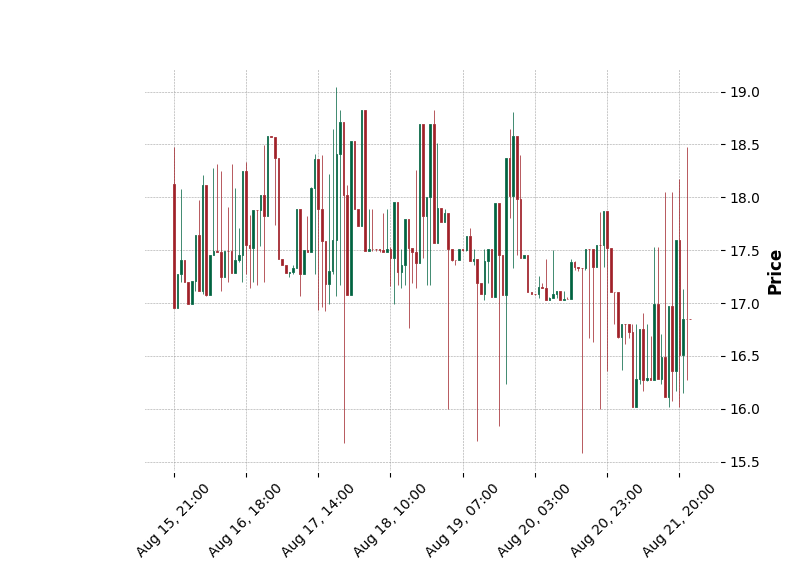 19.0
18.5
18.0
17.5
17.0
16.5
16.0
15.5
Price
Aug 15, 21:00
Aug 16, 18:00
Aug 17, 14:00
Aug 18, 10:00
Aug 19, 07:00
Aug 20, 03:00
Aug 20, 23:00
Aug 21, 20:00